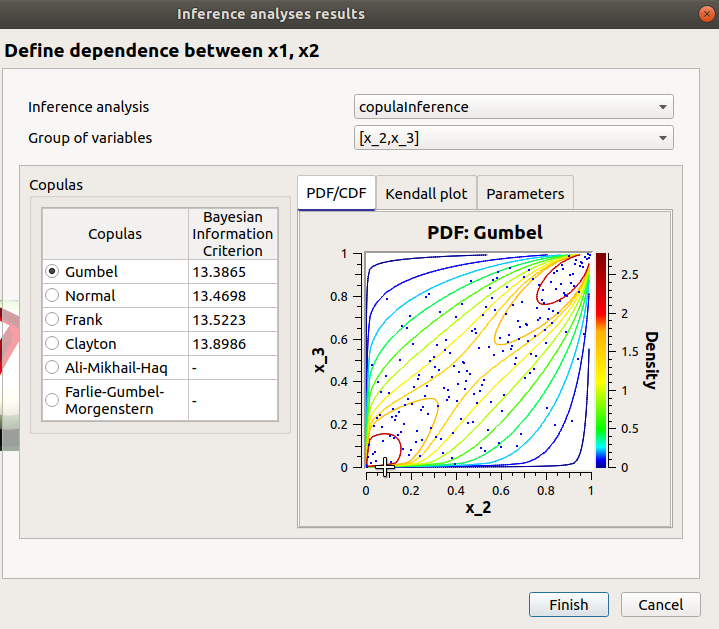 Inference analyses results
Define dependence between x1, x2
Inference analysis
copulaInference
Group of variables
[x_2,x_3]
Copulas
Copulas
Bayesian
Information
Criterion
Gumbel 13.3865
Normal 13.4698
Frank 13.5223
Clayton 13.8986
Ali-Mikhail-Haq -
Farlie-Gumbel-
Morgenstern -
PDF/CDF Kendall plot Parameters
PDF: Gumbel
x_3
1
0.8
0.6
0.4
0.2
0
0 0.2 0.4 0.6 0.8 1
x_2
2.5
2
1.5
1
0.5
0
Density
Finish Cancel